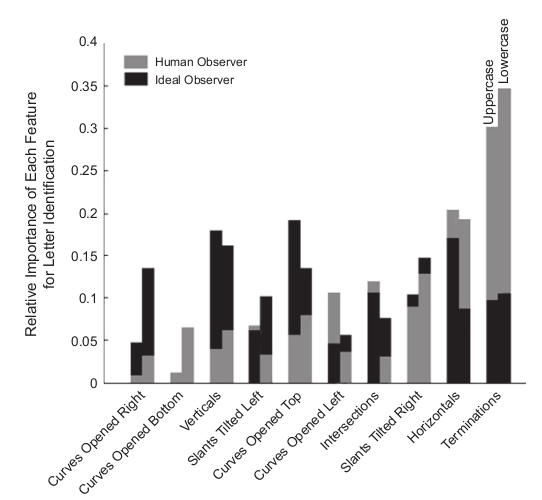 Relative Importance of Each Feature
for Letter Identification
0.4
0.35
0.3
0.25
0.2
0.15
0.1
0.05
0
Human Observer
Ideal Observer
Uppercase
Lowercase
Curves Opened Right
Curves Opened Bottom
Verticals
Slants Tilted Left
Curves Opened Top
Curves Opened Left
Intersections
Slants Tilted Right
Horizontals
Terminations